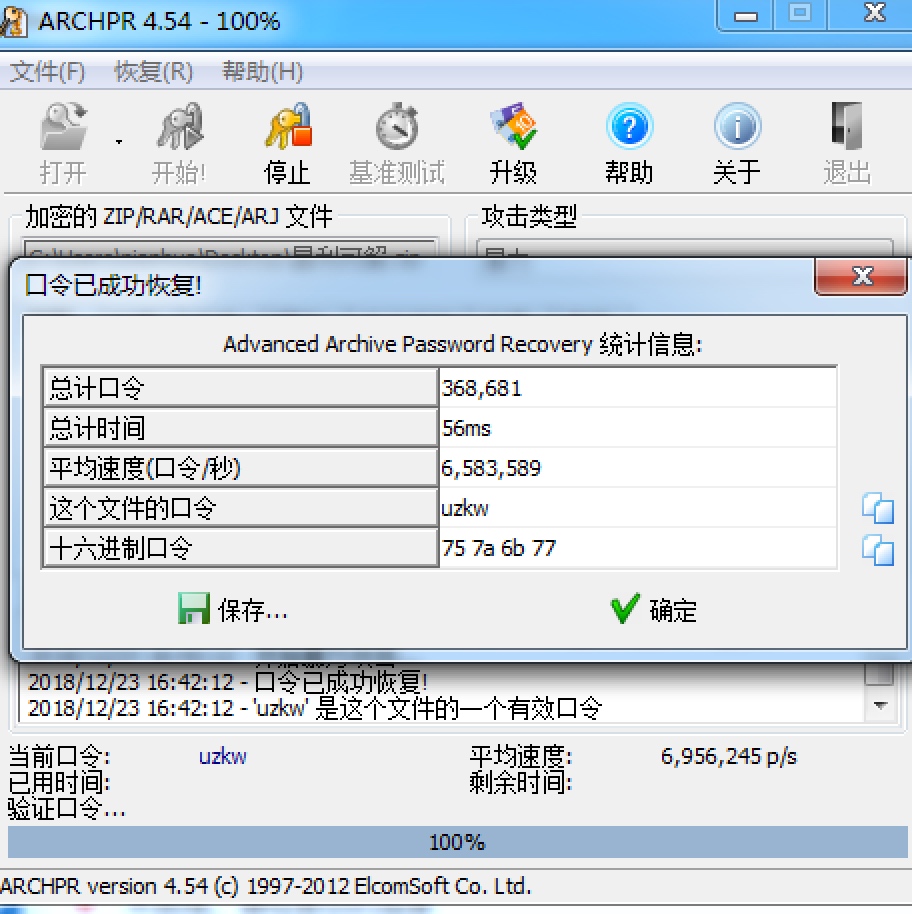 ARCHPR 4.54 - 100%
文件(F) 恢复(R) 帮助(H)
打开 开始! 停止 基准测试 升级 帮助 关于 退出
加密的 ZIP/RAR/ACE/ARJ 文件 攻击类型
口令已成功恢复!
Advanced Archive Password Recovery 统计信息:
总计口令 368,681
总计时间 56ms
平均速度(口令/秒) 6,583,589
这个文件的口令 uzkw
十六进制口令 75 7a 6b 77
保存... 确定
2018/12/23 16:42:12 - 口令已成功恢复!
2018/12/23 16:42:12 - 'uzkw' 是这个文件的一个有效口令
当前口令: uzkw 平均速度: 6,956,245 p/s
已用时间: 剩余时间:
验证口令...
100%
ARCHPR version 4.54 (c) 1997-2012 ElcomSoft Co. Ltd.